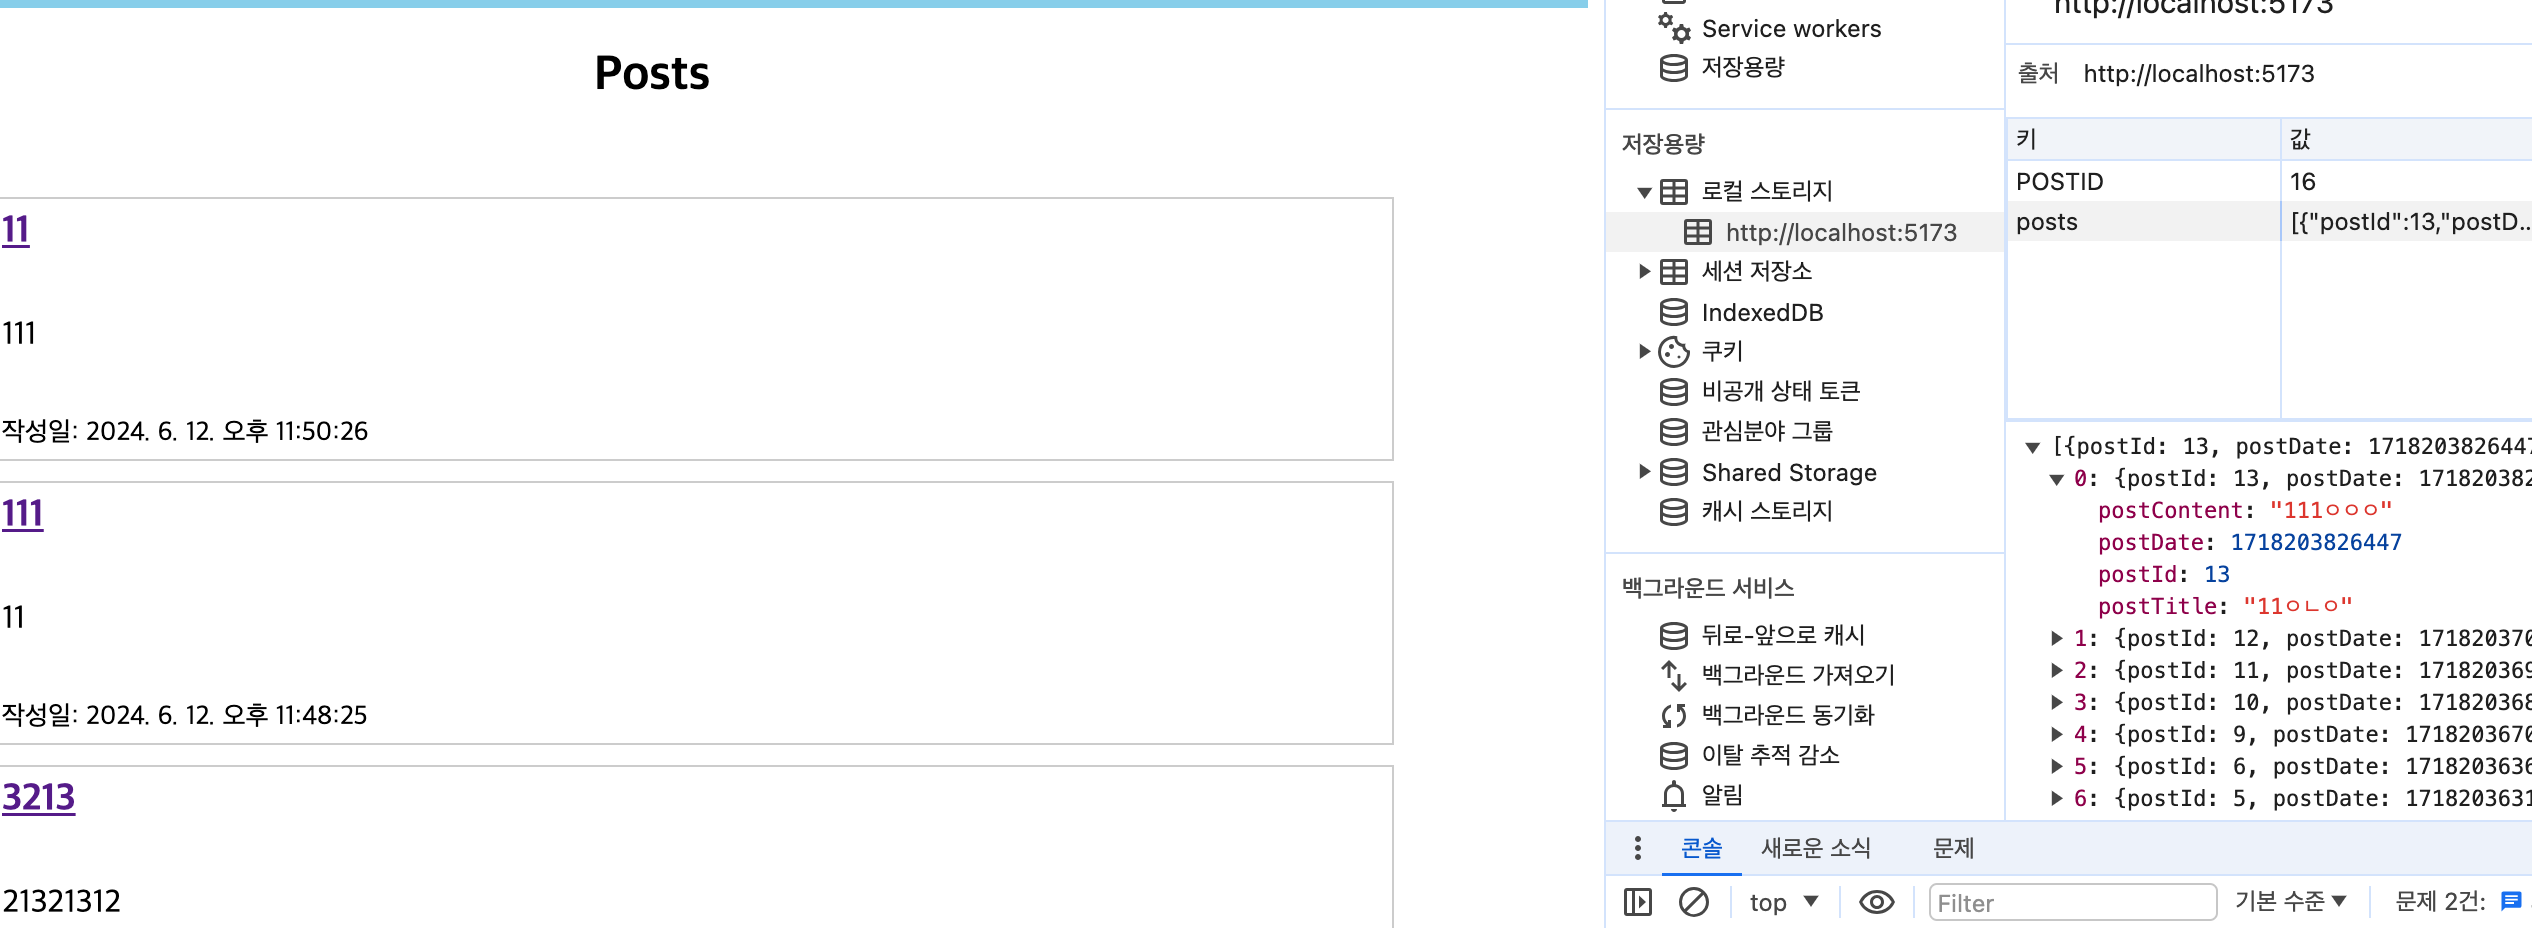 Posts
11
111
작성일: 2024. 6. 12. 오후 11:50:26
111
11
작성일: 2024. 6. 12. 오후 11:48:25
3213
21321312
Service workers
저장용량
저장용량
로컬 스토리지
http://localhost:5173
세션 저장소
IndexedDB
쿠키
비공개 상태 토큰
관심분야 그룹
Shared Storage
캐시 스토리지
백그라운드 서비스
뒤로-앞으로 캐시
백그라운드 가져오기
백그라운드 동기화
이탈 추적 감소
알림
http://localhost:5173
출처 http://localhost:5173
키 값
POSTID 16
posts [{"postId":13,"postD...
[{postId: 13, postDate: 1718203826447
0: {postId: 13, postDate: 171820382
postContent: "111ㅇㅇㅇ"
postDate: 1718203826447
postId: 13
postTitle: "11ㅇㄴㅇ"
1: {postId: 12, postDate: 171820370
2: {postId: 11, postDate: 171820369
3: {postId: 10, postDate: 171820368
4: {postId: 9, postDate: 1718203670
5: {postId: 6, postDate: 1718203636
6: {postId: 5, postDate: 1718203631
콘솔 새로운 소식 문제
top Filter 기본 수준 문제 2건: